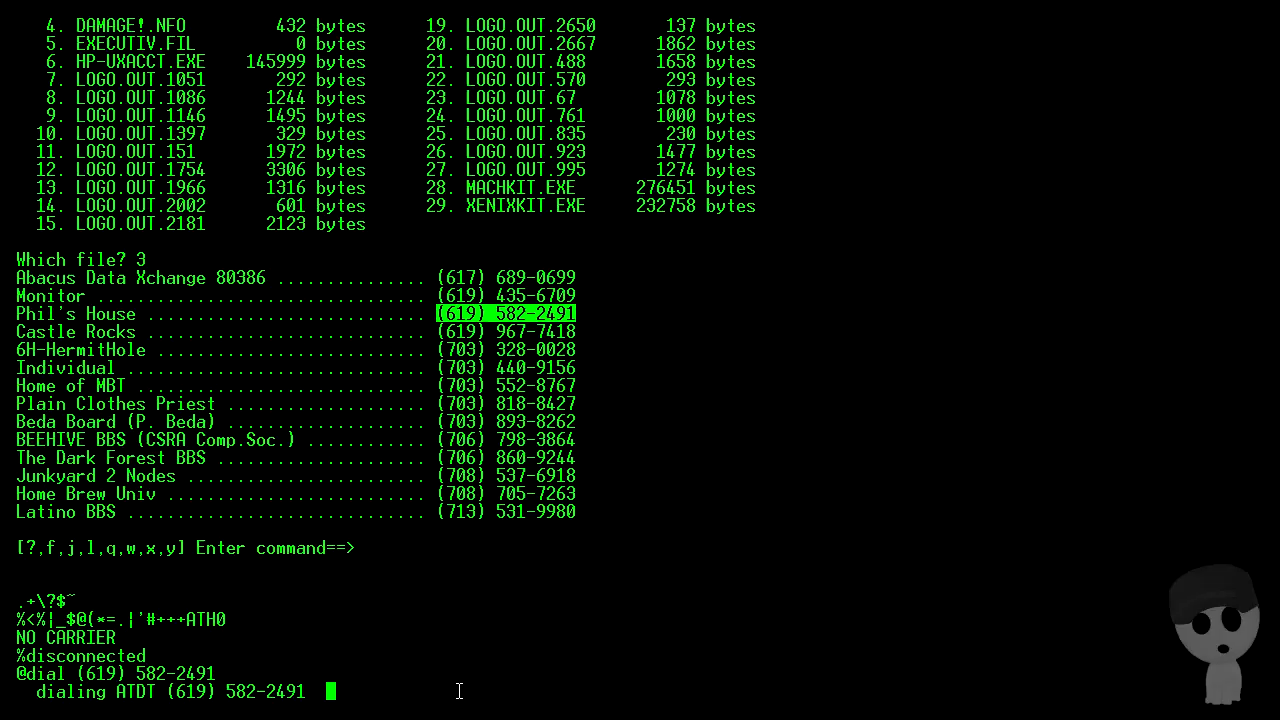 4. DAMAGE!.NFO 432 bytes 19. LOGO.OUT.2650 137 bytes
5. EXECUTIV.FIL 0 bytes 20. LOGO.OUT.2667 1862 bytes
6. HP-UXACCT.EXE 145999 bytes 21. LOGO.OUT.488 1658 bytes
7. LOGO.OUT.1051 292 bytes 22. LOGO.OUT.570 293 bytes
8. LOGO.OUT.1086 1244 bytes 23. LOGO.OUT.67 1078 bytes
9. LOGO.OUT.1146 1495 bytes 24. LOGO.OUT.761 1000 bytes
10. LOGO.OUT.1397 329 bytes 25. LOGO.OUT.835 230 bytes
11. LOGO.OUT.151 1972 bytes 26. LOGO.OUT.923 1477 bytes
12. LOGO.OUT.1754 3306 bytes 27. LOGO.OUT.995 1274 bytes
13. LOGO.OUT.1966 1316 bytes 28. MACHKIT.EXE 276451 bytes
14. LOGO.OUT.2002 601 bytes 29. XENIXKIT.EXE 232758 bytes
15. LOGO.OUT.2181 2123 bytes
Which file? 3
Abacus Data Xchange 80386 ............... (617) 689-0699
Monitor ................................. (619) 435-6709
Phil's House ............................ (619) 582-2491
Castle Rocks ............................ (619) 967-7418
6H-HermitHole ........................... (703) 328-0028
Individual .............................. (703) 440-9156
Home of MBT ............................. (703) 552-8767
Plain Clothes Priest .................... (703) 818-8427
Beda Board (P. Beda) .................... (703) 893-8262
BEEHIVE BBS (CSRA Comp.Soc.) ............ (706) 798-3864
The Dark Forest BBS ..................... (706) 860-9244
Junkyard 2 Nodes ........................ (708) 537-6918
Home Brew Univ .......................... (708) 705-7263
Latino BBS .............................. (713) 531-9980
[?,f,j,l,q,w,x,y] Enter command==>
.+\?$~
%<%|_$@(*=.|'#+++ATH0
NO CARRIER
%disconnected
@dial (619) 582-2491
dialing ATDT (619) 582-2491